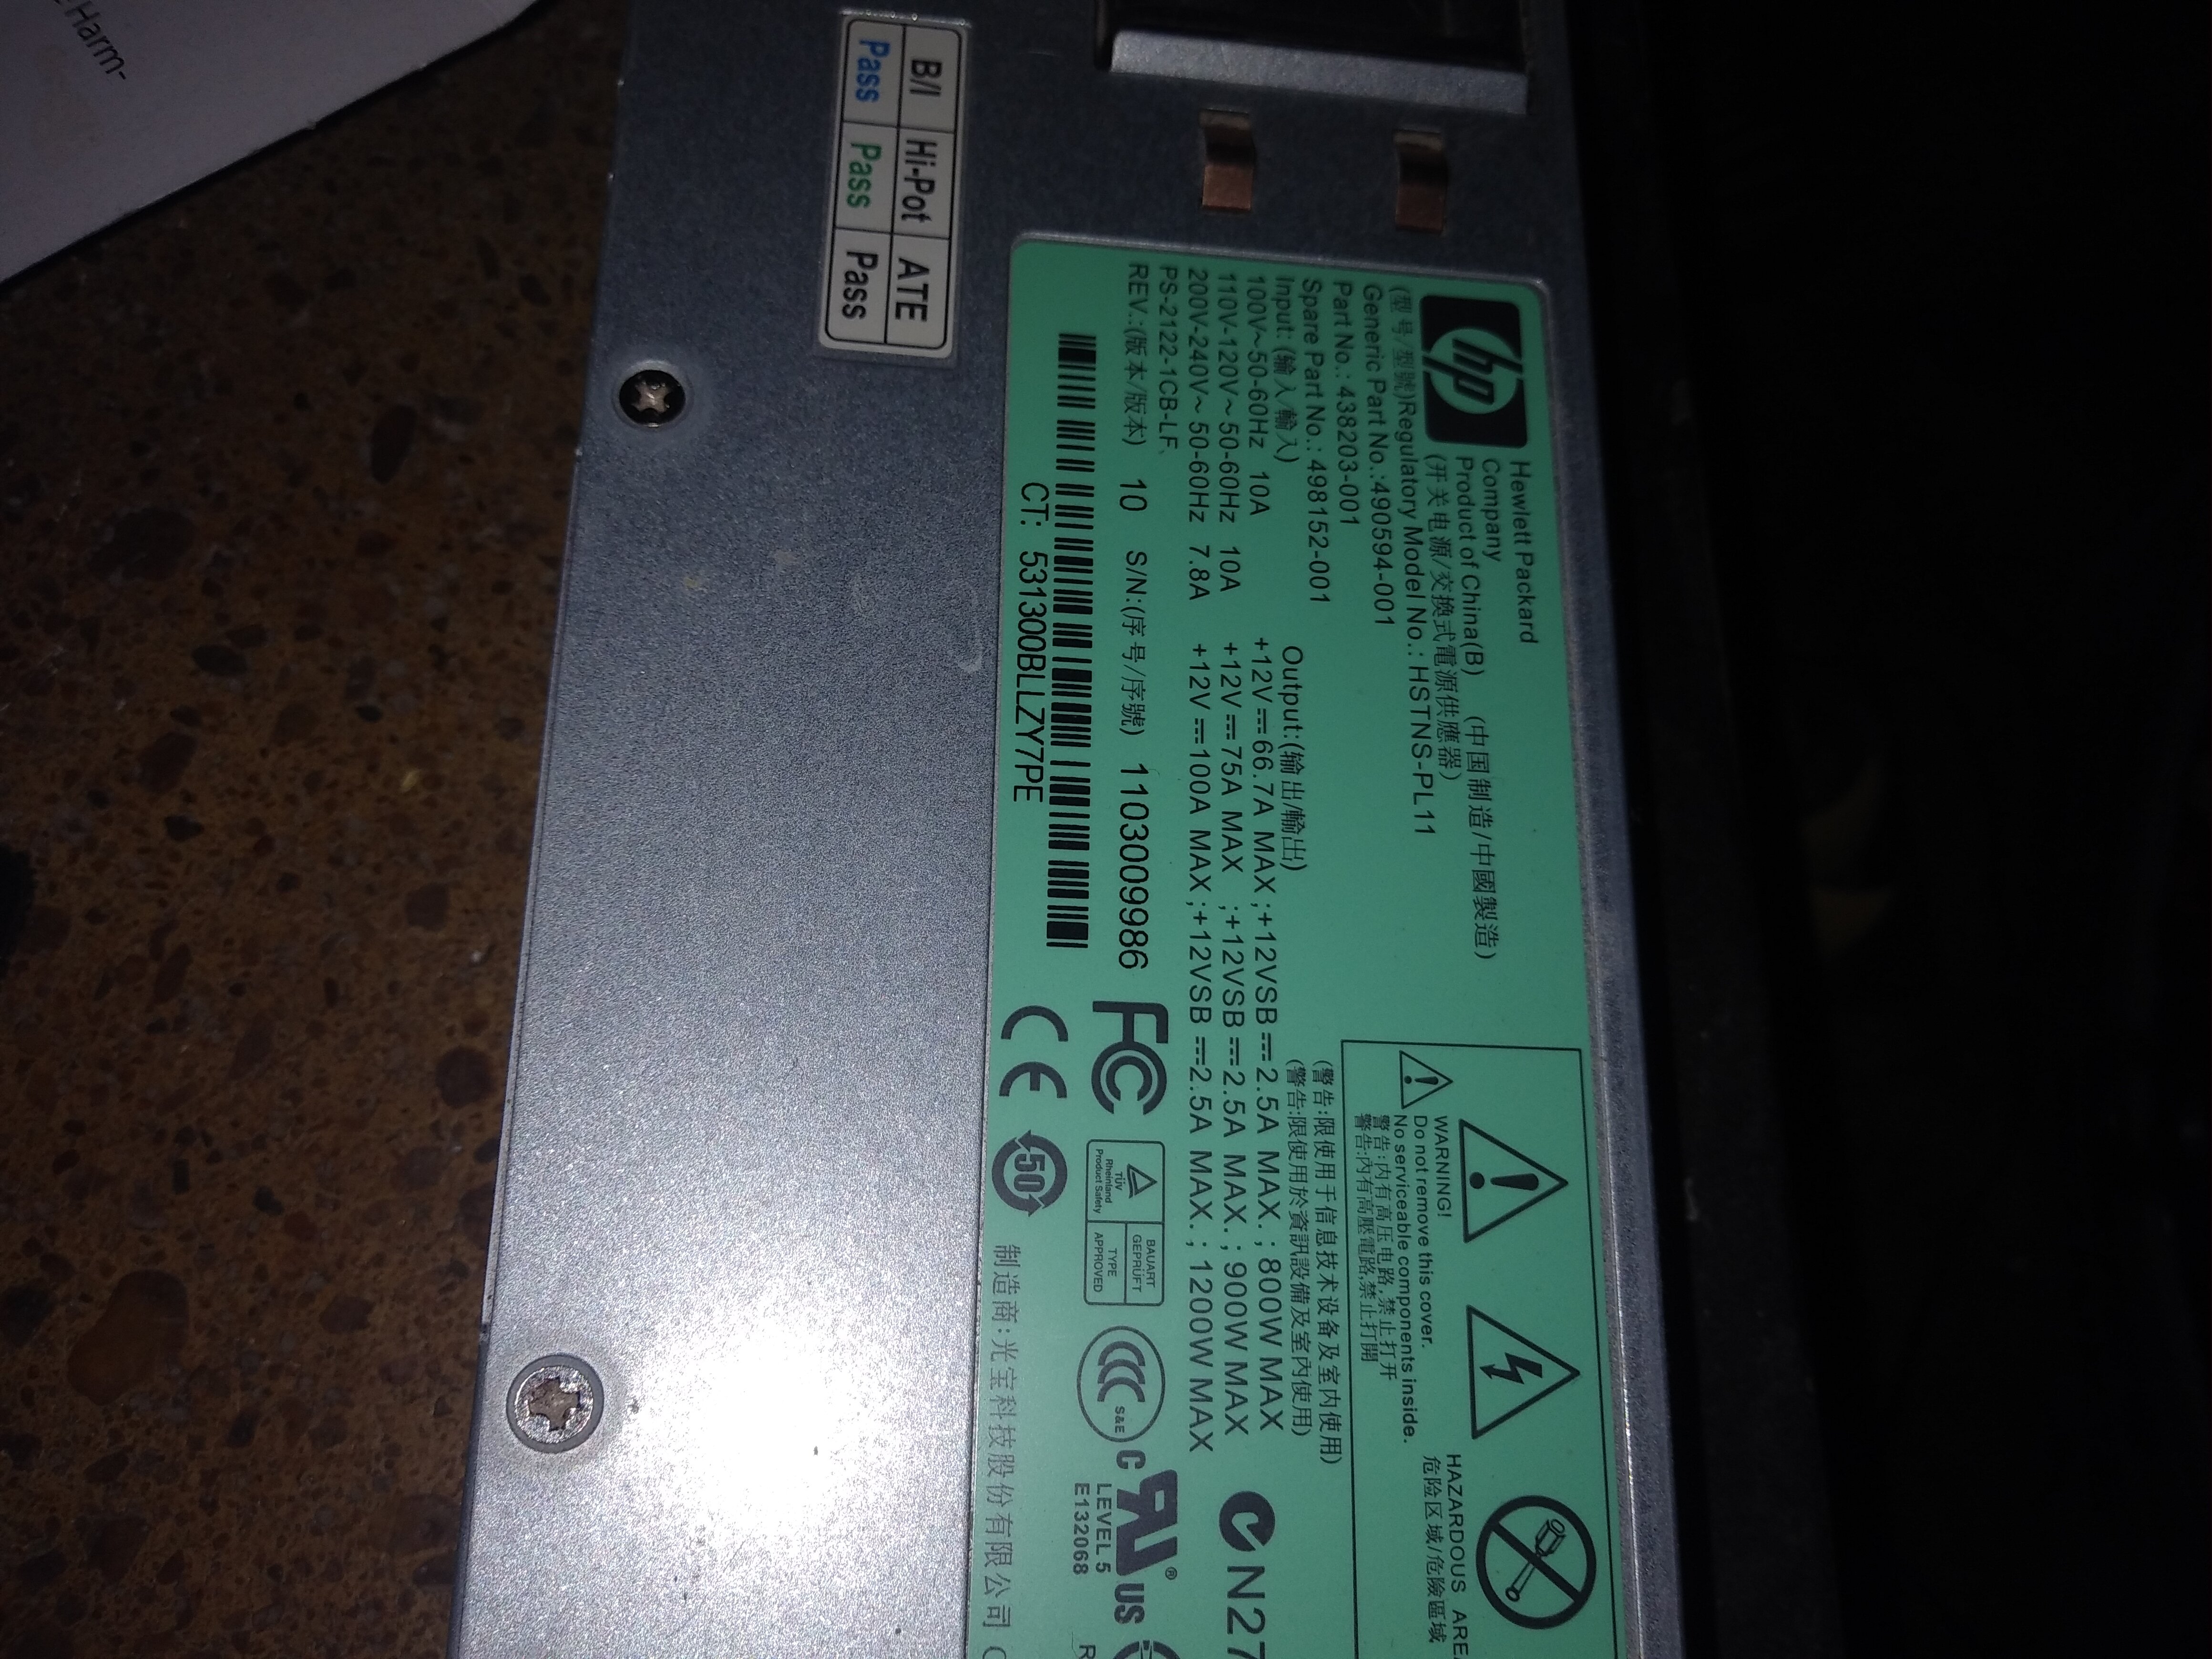 Harm-
B/I Hi-Pot ATE
Pass Pass Pass
hp
Hewlett Packard
Company
Product of China(B) (中国制造/中國製造)
(开关电源/交換式電源供應器)
(型号/型號)Regulatory Model No.: HSTNS-PL11
Generic Part No.:490594-001
Part No.: 438203-001
Spare Part No.: 498152-001
Input: (输入/輸入) Output:(输出/輸出)
100V~50-60Hz 10A +12V⎓66.7A MAX ;+12VSB⎓2.5A MAX. ; 800W MAX
110V-120V~50-60Hz 10A +12V⎓75A MAX ;+12VSB⎓2.5A MAX. ; 900W MAX
200V-240V~50-60Hz 7.8A +12V⎓100A MAX ;+12VSB⎓2.5A MAX. ; 1200W MAX
PS-2122-1CB-LF
REV.:(版本/版本) 10 S/N:(序号/序號) 1103009986
CT: 531300BLLZY7PE
(警告:限使用于信息技术设备及室内使用)
(警告:限使用於資訊設備及室內使用)
WARNING!
Do not remove this cover.
No serviceable components inside.
警告:内有高压电路,禁止打开
警告:內有高壓電路,禁止打開
HAZARDOUS AREA
危险区域/危險區域
FC
CE
50
TÜV
Rheinland
Product Safety
BAUART
GEPRÜFT
TYPE
APPROVED
CCC
S&E
c RU ® US
LEVEL 5
E132068
N27
制造商:光宝科技股份有限公司